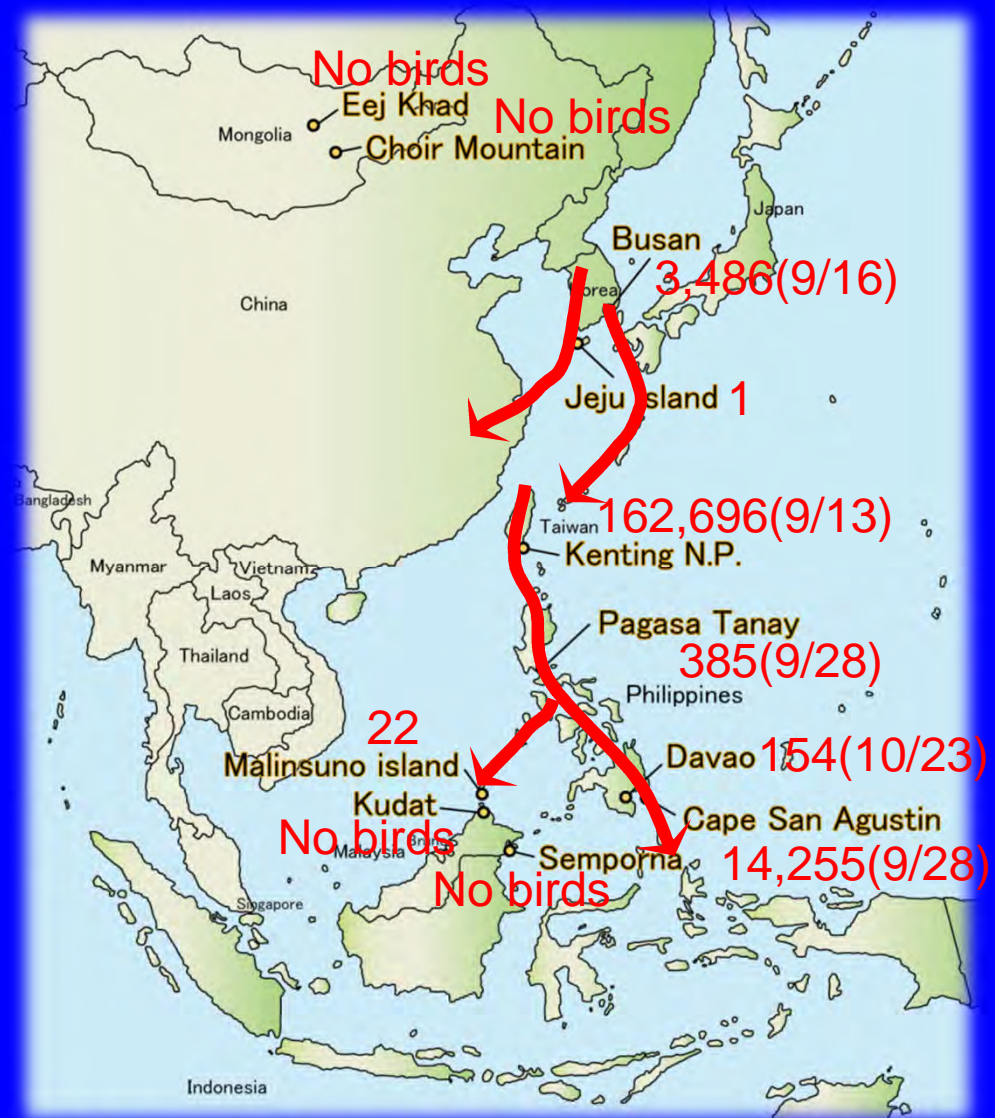 No birds
Eej Khad
No birds
Mongolia
Choir Mountain
Japan
Busan
3,486(9/16)
Korea
China
Jeju island 1
Bangladesh
Taiwan
162,696(9/13)
Kenting N.P.
Myanmar
Vietnam
Laos
Pagasa Tanay
Thailand
385(9/28)
Philippines
Cambodia
22
Malinsuno island
Davao
154(10/23)
Kudat
Cape San Agustin
No birds
Malaysia
Brunei
Semporna
14,255(9/28)
No birds
Singapore
Indonesia